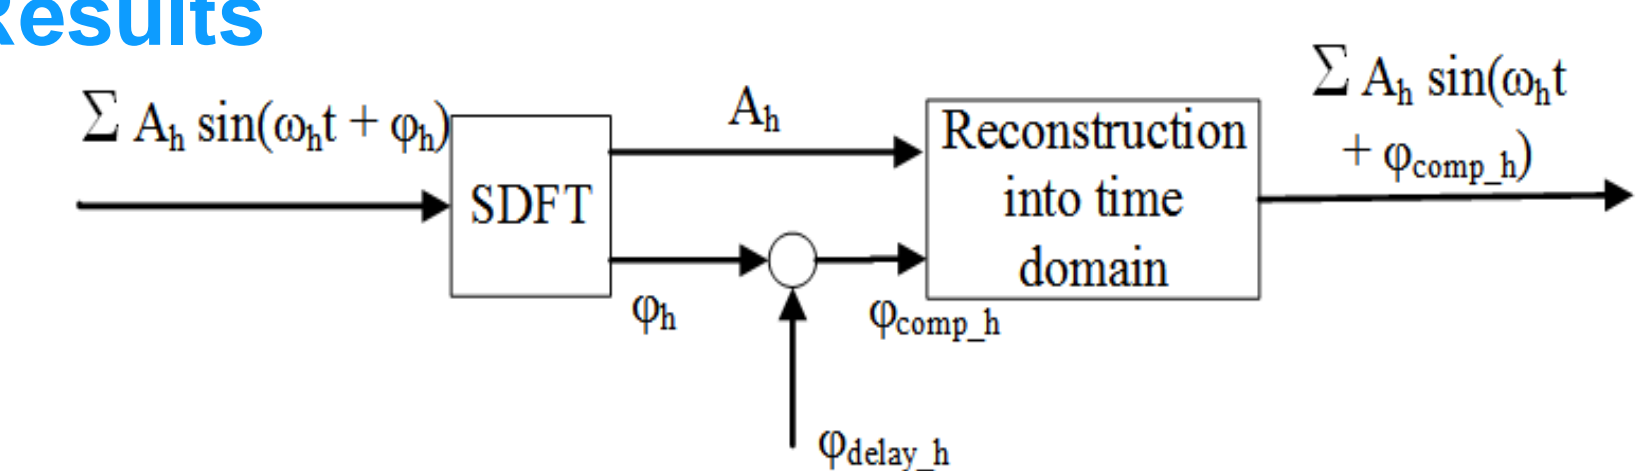 Results
∑ Aₕ sin(ωₕt + φₕ)
SDFT
Aₕ
φₕ
φdelay_h
φcomp_h
Reconstruction
into time
domain
∑ Aₕ sin(ωₕt
+ φcomp_h)